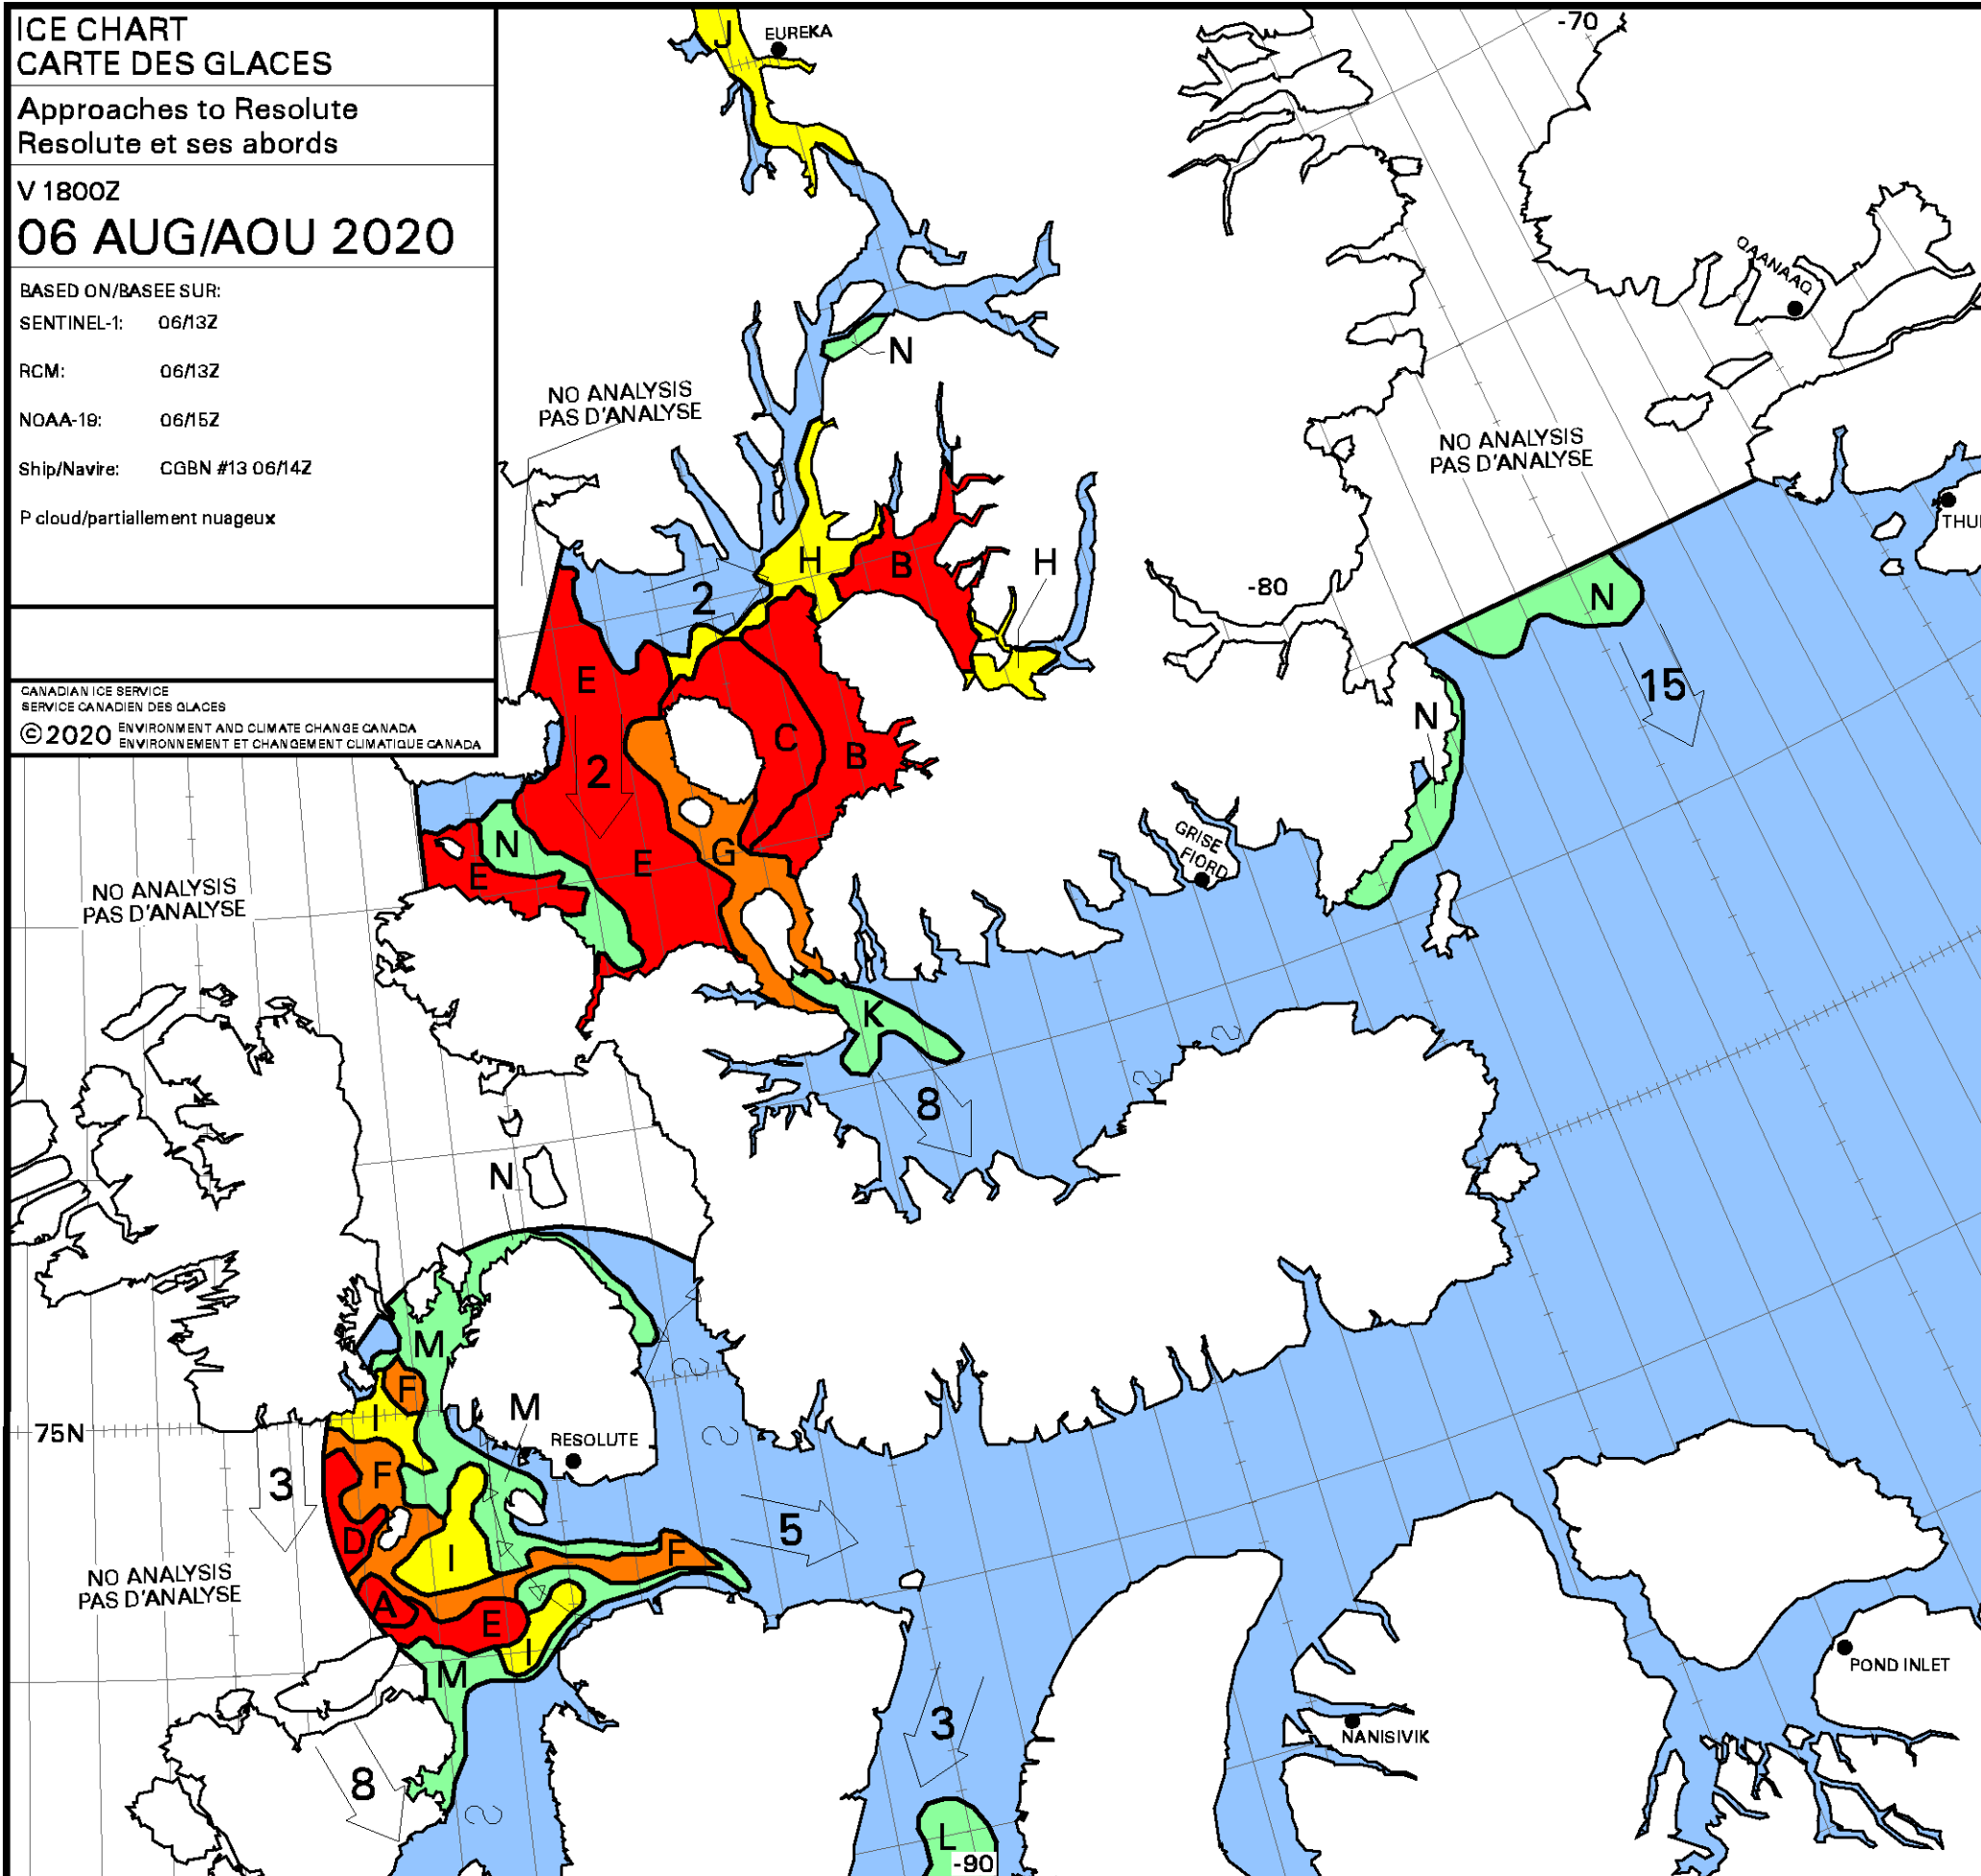 ICE CHART
CARTE DES GLACES
Approaches to Resolute
Resolute et ses abords
V 1800Z
06 AUG/AOU 2020
BASED ON/BASEE SUR:
SENTINEL-1: 06/13Z
RCM: 06/13Z
NOAA-19: 06/15Z
Ship/Navire: CGBN #13 06/14Z
P cloud/partiallement nuageux
CANADIAN ICE SERVICE
SERVICE CANADIEN DES GLACES
© 2020 ENVIRONMENT AND CLIMATE CHANGE CANADA
ENVIRONNEMENT ET CHANGEMENT CLIMATIQUE CANADA
J
EUREKA
-70
QAANAAQ
N
NO ANALYSIS
PAS D'ANALYSE
NO ANALYSIS
PAS D'ANALYSE
THU
H
B
H
2
-80
N
E
15
N
C
B
2
N
G
E
E
GRISE
FIORD
NO ANALYSIS
PAS D'ANALYSE
K
8
N
M
F
I
M
75N
RESOLUTE
F
3
5
D
I
F
NO ANALYSIS
PAS D'ANALYSE
A
E
I
M
POND INLET
3
NANISIVIK
8
L
-90